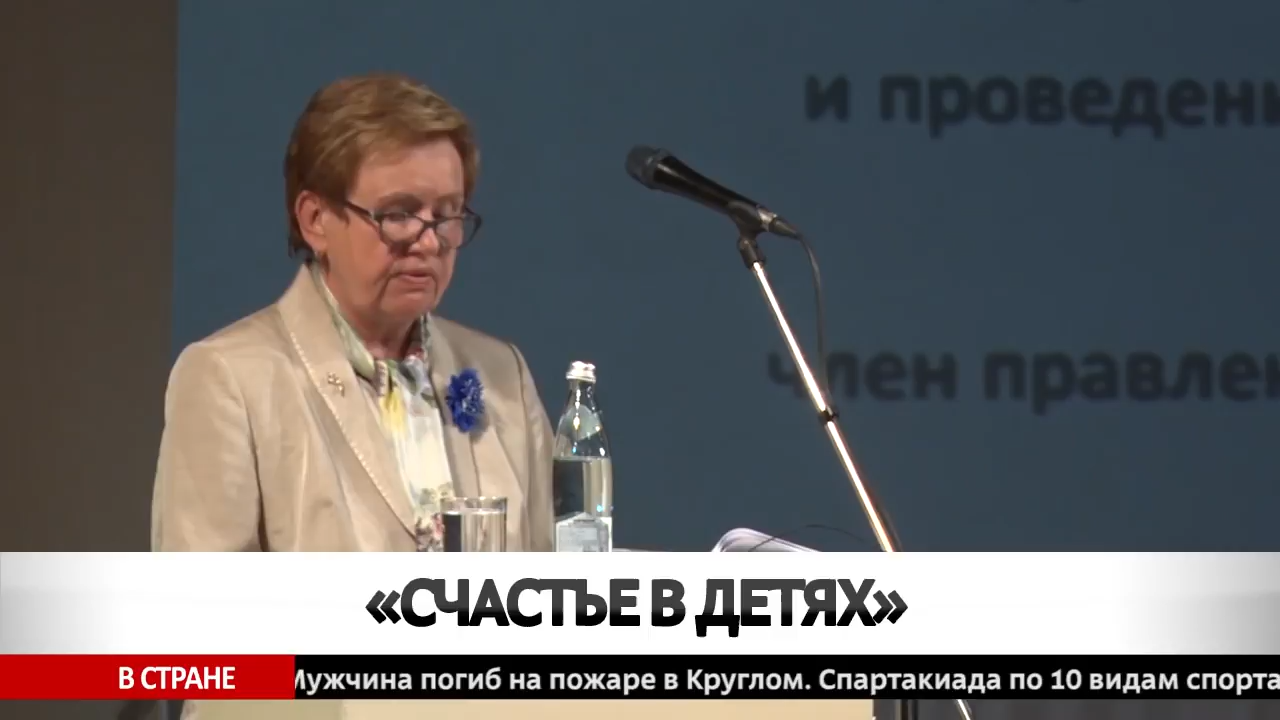 и проведени
член правлен
«СЧАСТЬЕ В ДЕТЯХ»
В СТРАНЕ
Мужчина погиб на пожаре в Круглом. Спартакиада по 10 видам спорта